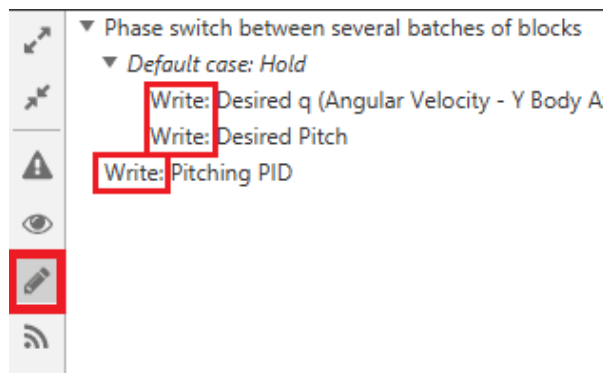 Phase switch between several batches of blocks
Default case: Hold
Write: Desired q (Angular Velocity - Y Body
Write: Desired Pitch
Write: Pitching PID